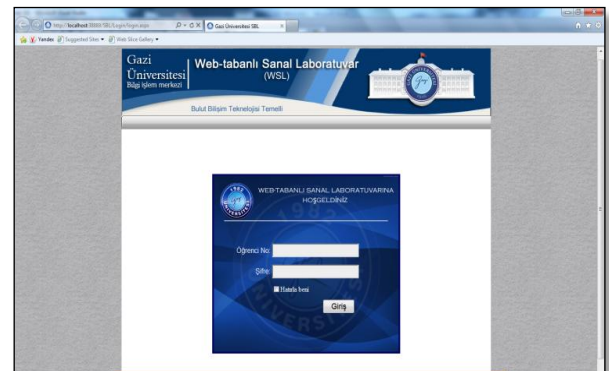 Gazi Üniversitesi SBL
Yandex
Suggested Sites
Web Slice Gallery
Gazi
Üniversitesi
Bilgi işlem merkezi
Web-tabanlı Sanal Laboratuvar
(WSL)
Bulut Bilişim Teknolojisi Temelli
WEB-TABANLI SANAL LABORATUVARINA
HOŞGELDİNİZ
Öğrenci No:
Şifre:
Hatırla beni
Giriş